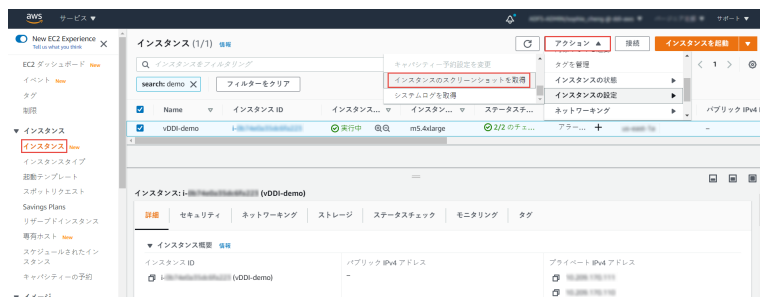 aws サービス ▼ サポート ▼
New EC2 Experience
Tell us what you think
インスタンス (1/1) 情報
アクション ▲ 接続 インスタンスを起動 ▼
EC2 ダッシュボード New
イベント New
タグ
制限
▼ インスタンス
インスタンス New
インスタンスタイプ
起動テンプレート
スポットリクエスト
Savings Plans
リザーブドインスタンス
専有ホスト New
スケジュールされたイン
スタンス
キャパシティーの予約
▼ イメージ
インスタンスをフィルタリング
キャパシティー予約設定を変更
インスタンスのスクリーンショットを取得
システムログを取得
タグを管理
インスタンスの状態
インスタンスの設定
ネットワーキング
< 1 >
search: demo フィルターをクリア
Name インスタンス ID インスタンス... インスタン... ステータスチ... パブリック IPv4
vDDI-demo 実行中 m5.4xlarge 2/2 のチェ... アラー... + –
インスタンス: i- (vDDI-demo)
詳細 セキュリティ ネットワーキング ストレージ ステータスチェック モニタリング タグ
▼ インスタンス概要 情報
インスタンス ID パブリック IPv4 アドレス プライベート IPv4 アドレス
(vDDI-demo) –